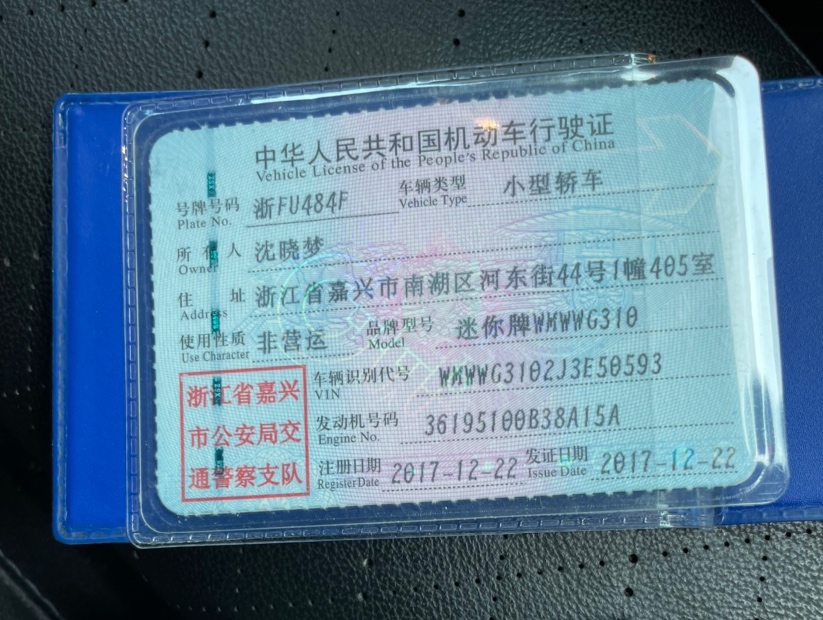 中华人民共和国机动车行驶证
Vehicle License of the People's Republic of China
号牌号码 浙FU484F 车辆类型 小型轿车
Plate No. Vehicle Type
所有人 沈晓梦
Owner
住址 浙江省嘉兴市南湖区河东街44号1幢405室
Address
使用性质 非营运 品牌型号 迷你牌WMWWG310
Use Character Model
浙江省嘉兴
市公安局交
通警察支队
车辆识别代号 WMWWG3102J3E50593
VIN
发动机号码 36195100B38A15A
Engine No.
注册日期 2017-12-22 发证日期 2017-12-22
Register Date Issue Date